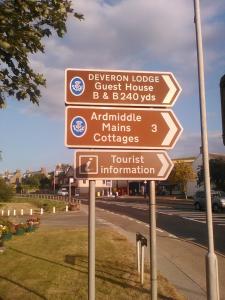 DEVERON LODGE
Guest House
B & B 240 yds
Ardmiddle
Mains 3
Cottages
i Tourist
information